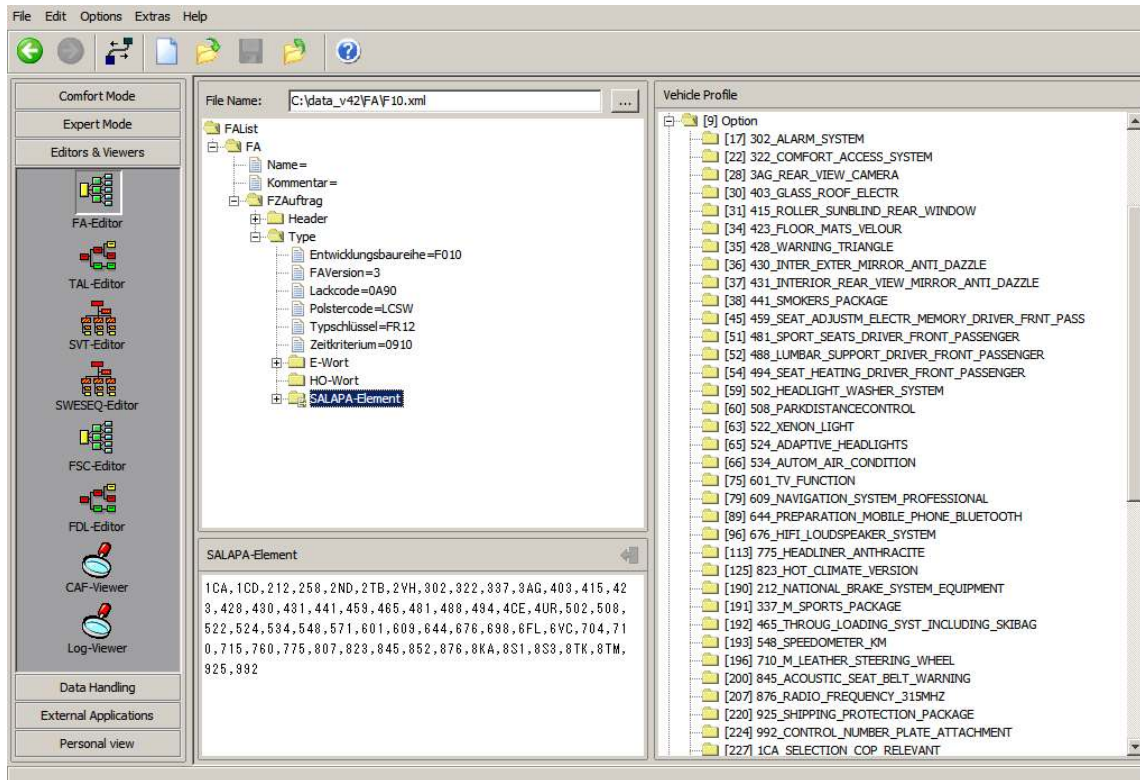 File Edit Options Extras Help
Comfort Mode
Expert Mode
Editors & Viewers
FA-Editor
TAL-Editor
SVT-Editor
SWESEQ-Editor
FSC-Editor
FDL-Editor
CAF-Viewer
Log-Viewer
Data Handling
External Applications
Personal view
File Name: C:\data_v42\FA\F10.xml ...
FAList
FA
Name=
Kommentar=
FZAuftrag
Header
Type
Entwicklungsbaureihe=F010
FAVersion=3
Lackcode=0A90
Polstercode=LCSW
Typschlüssel=FR12
Zeitkriterium=0910
E-Wort
HO-Wort
SALAPA-Element
SALAPA-Element
1CA,1CD,212,258,2ND,2TB,2VH,302,322,337,3AG,403,415,42
3,428,430,431,441,459,465,481,488,494,4CE,4UR,502,508,
522,524,534,548,571,601,609,644,676,698,6FL,6VC,704,71
0,715,760,775,807,823,845,852,876,8KA,8S1,8S3,8TK,8TM,
925,992
Vehicle Profile
[9] Option
[17] 302_ALARM_SYSTEM
[22] 322_COMFORT_ACCESS_SYSTEM
[28] 3AG_REAR_VIEW_CAMERA
[30] 403_GLASS_ROOF_ELECTR
[31] 415_ROLLER_SUNBLIND_REAR_WINDOW
[34] 423_FLOOR_MATS_VELOUR
[35] 428_WARNING_TRIANGLE
[36] 430_INTER_EXTER_MIRROR_ANTI_DAZZLE
[37] 431_INTERIOR_REAR_VIEW_MIRROR_ANTI_DAZZLE
[38] 441_SMOKERS_PACKAGE
[45] 459_SEAT_ADJUSTM_ELECTR_MEMORY_DRIVER_FRNT_PASS
[51] 481_SPORT_SEATS_DRIVER_FRONT_PASSENGER
[52] 488_LUMBAR_SUPPORT_DRIVER_FRONT_PASSENGER
[54] 494_SEAT_HEATING_DRIVER_FRONT_PASSENGER
[59] 502_HEADLIGHT_WASHER_SYSTEM
[60] 508_PARKDISTANCECONTROL
[63] 522_XENON_LIGHT
[65] 524_ADAPTIVE_HEADLIGHTS
[66] 534_AUTOM_AIR_CONDITION
[75] 601_TV_FUNCTION
[79] 609_NAVIGATION_SYSTEM_PROFESSIONAL
[89] 644_PREPARATION_MOBILE_PHONE_BLUETOOTH
[96] 676_HIFI_LOUDSPEAKER_SYSTEM
[113] 775_HEADLINER_ANTHRACITE
[125] 823_HOT_CLIMATE_VERSION
[190] 212_NATIONAL_BRAKE_SYSTEM_EQUIPMENT
[191] 337_M_SPORTS_PACKAGE
[192] 465_THROUG_LOADING_SYST_INCLUDING_SKIBAG
[193] 548_SPEEDOMETER_KM
[196] 710_M_LEATHER_STEERING_WHEEL
[200] 845_ACOUSTIC_SEAT_BELT_WARNING
[207] 876_RADIO_FREQUENCY_315MHZ
[220] 925_SHIPPING_PROTECTION_PACKAGE
[224] 992_CONTROL_NUMBER_PLATE_ATTACHMENT
[227] 1CA_SELECTION_COP_RELEVANT